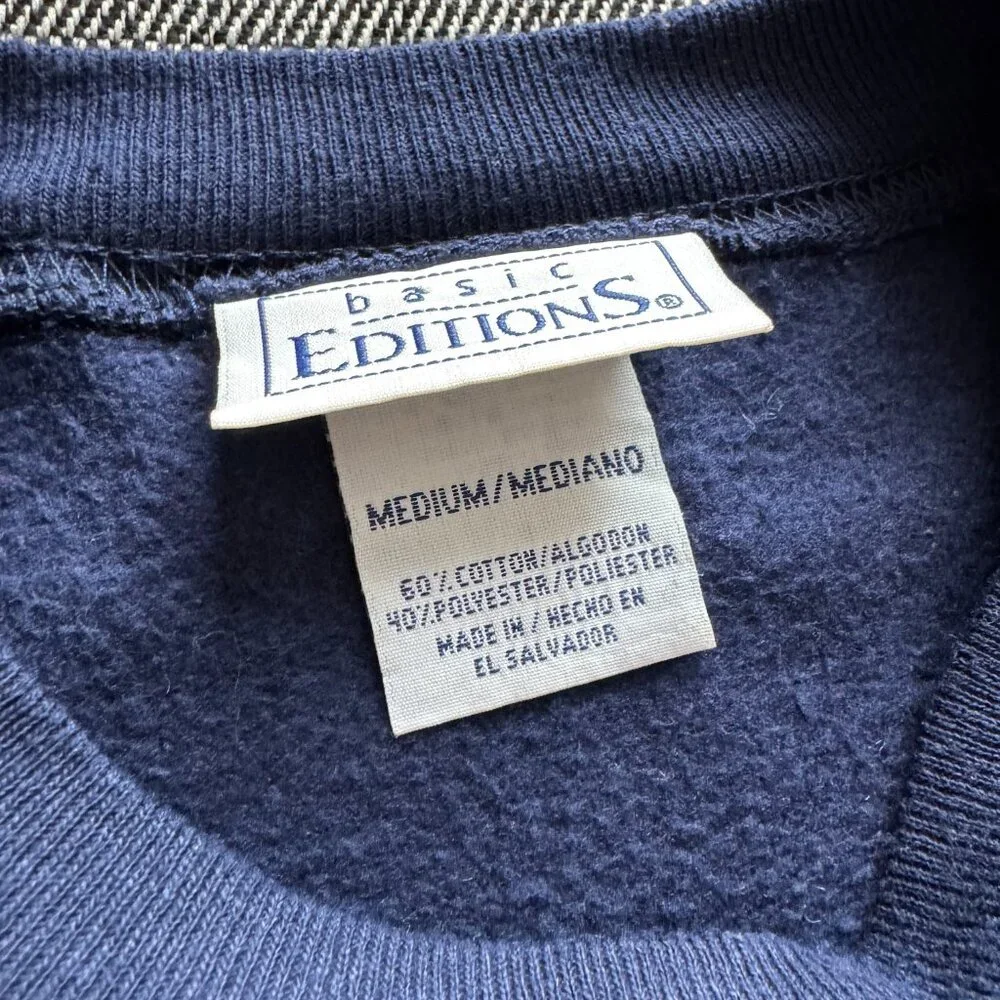 basic
EDITIONS®
MEDIUM/MEDIANO
60% COTTON/ALGODON
40%POLYESTER/POLIESTER
MADE IN / HECHO EN
EL SALVADOR